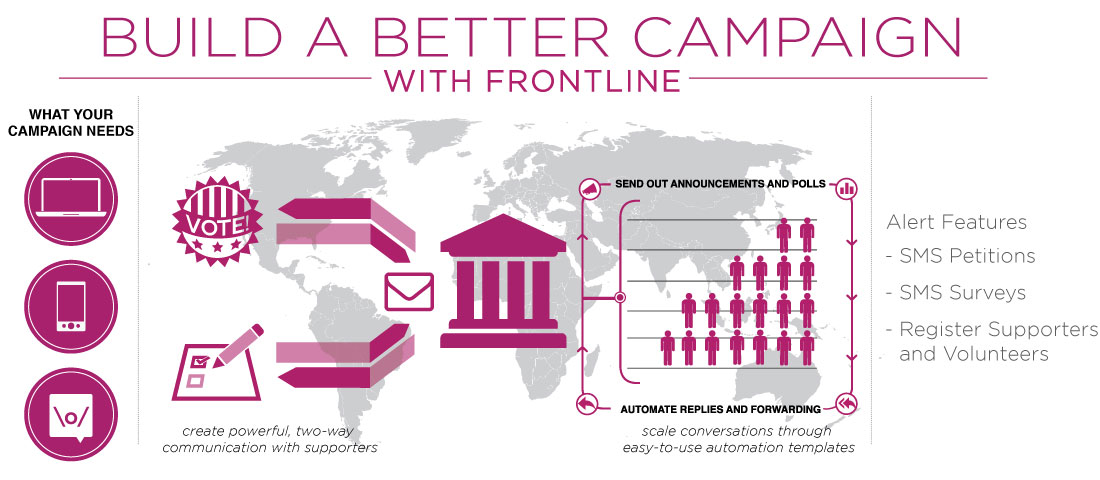 BUILD A BETTER CAMPAIGN
WITH FRONTLINE
WHAT YOUR
CAMPAIGN NEEDS
\o/
VOTE!
create powerful, two-way
communication with supporters
SEND OUT ANNOUNCEMENTS AND POLLS
AUTOMATE REPLIES AND FORWARDING
scale conversations through
easy-to-use automation templates
Alert Features
- SMS Petitions
- SMS Surveys
- Register Supporters
and Volunteers